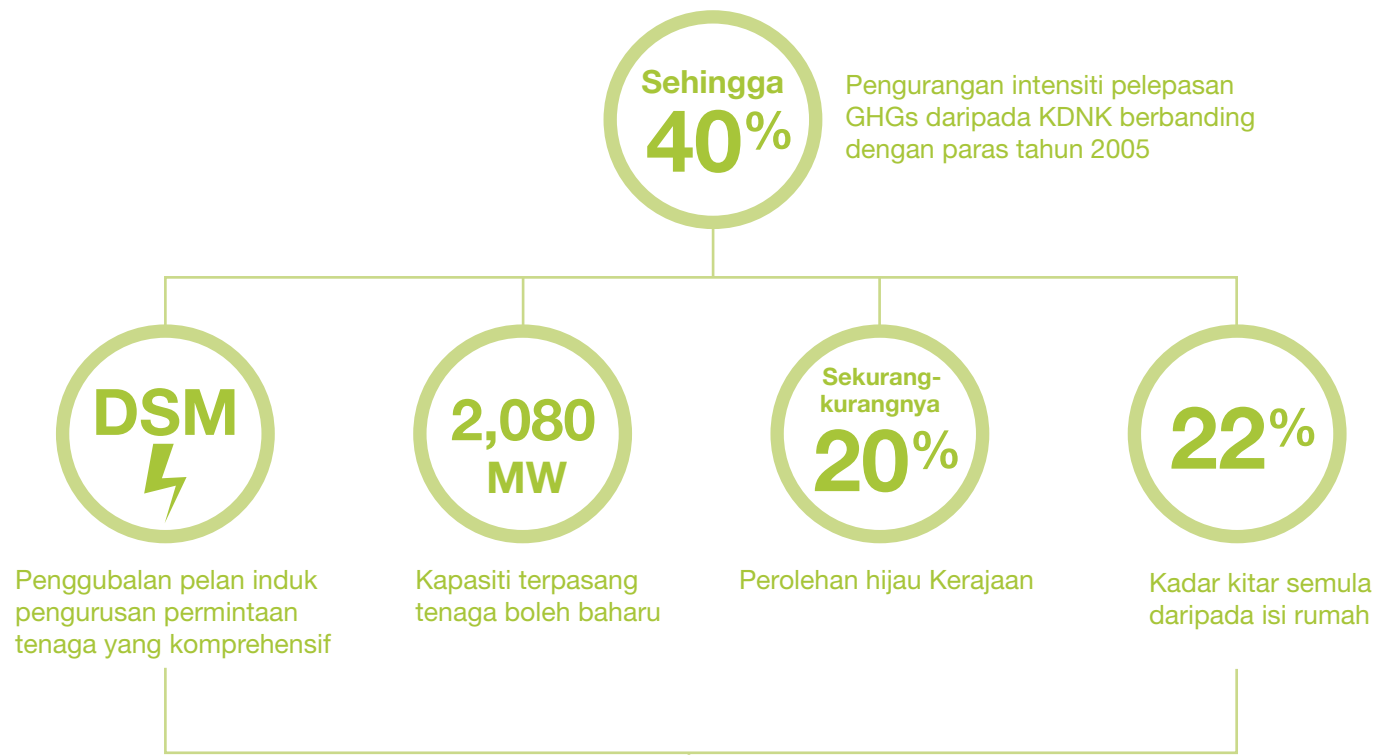 Sehingga
40%
Pengurangan intensiti pelepasan
GHGs daripada KDNK berbanding
dengan paras tahun 2005
DSM
Penggubalan pelan induk
pengurusan permintaan
tenaga yang komprehensif
2,080
MW
Kapasiti terpasang
tenaga boleh baharu
Sekurang-
kurangnya
20%
Perolehan hijau Kerajaan
22%
Kadar kitar semula
daripada isi rumah